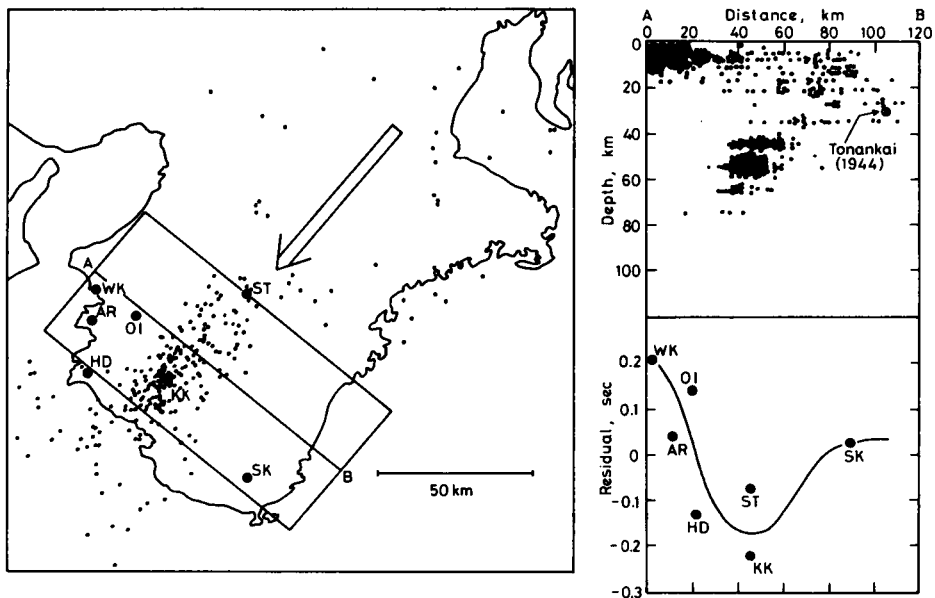 A
WK
AR
OI
HD
KK
ST
SK
B
50 km
A
Distance, km
B
0 20 40 60 80 100 120
0
20
40
60
80
100
Depth, km
Tonankai
(1944)
0.2
0.1
0
-0.1
-0.2
-0.3
Residual, sec
WK
OI
AR
HD
ST
KK
SK